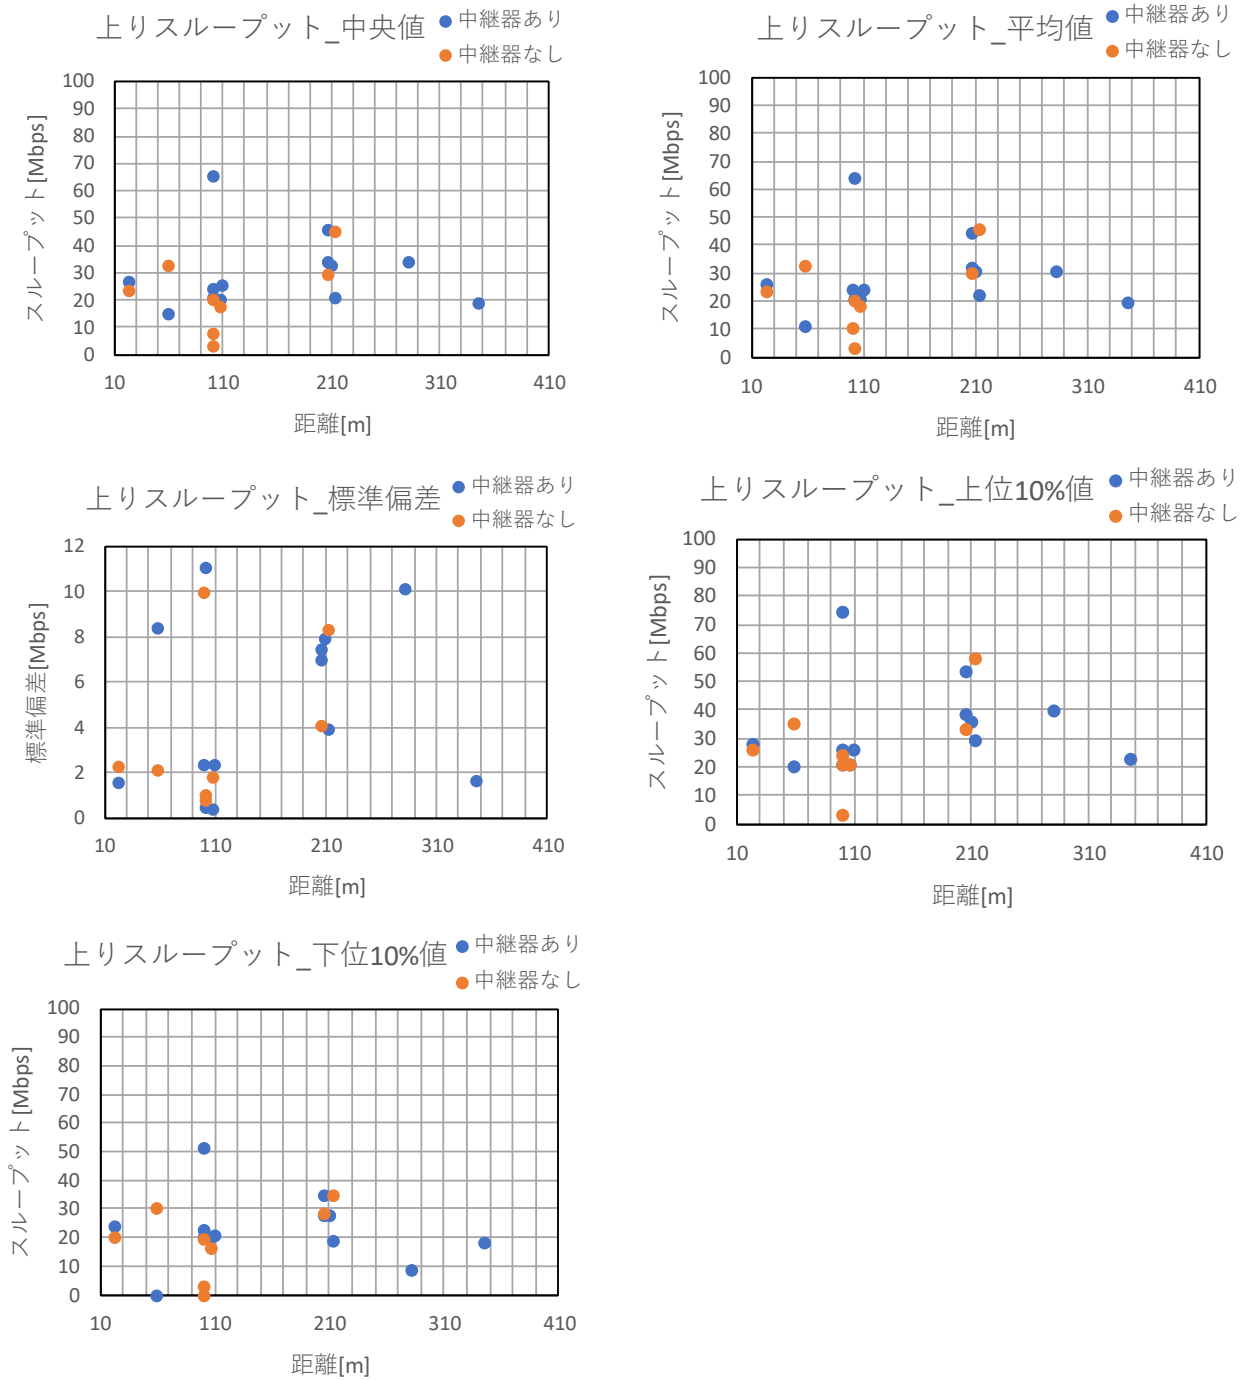 上りスループット_中央値
中継器あり
中継器なし
スループット[Mbps]
100
90
80
70
60
50
40
30
20
10
0
10 110 210 310 410
距離[m]
上りスループット_平均値
中継器あり
中継器なし
スループット[Mbps]
100
90
80
70
60
50
40
30
20
10
0
10 110 210 310 410
距離[m]
上りスループット_標準偏差
中継器あり
中継器なし
標準偏差[Mbps]
12
10
8
6
4
2
0
10 110 210 310 410
距離[m]
上りスループット_上位10%値
中継器あり
中継器なし
スループット[Mbps]
100
90
80
70
60
50
40
30
20
10
0
10 110 210 310 410
距離[m]
上りスループット_下位10%値
中継器あり
中継器なし
スループット[Mbps]
100
90
80
70
60
50
40
30
20
10
0
10 110 210 310 410
距離[m]